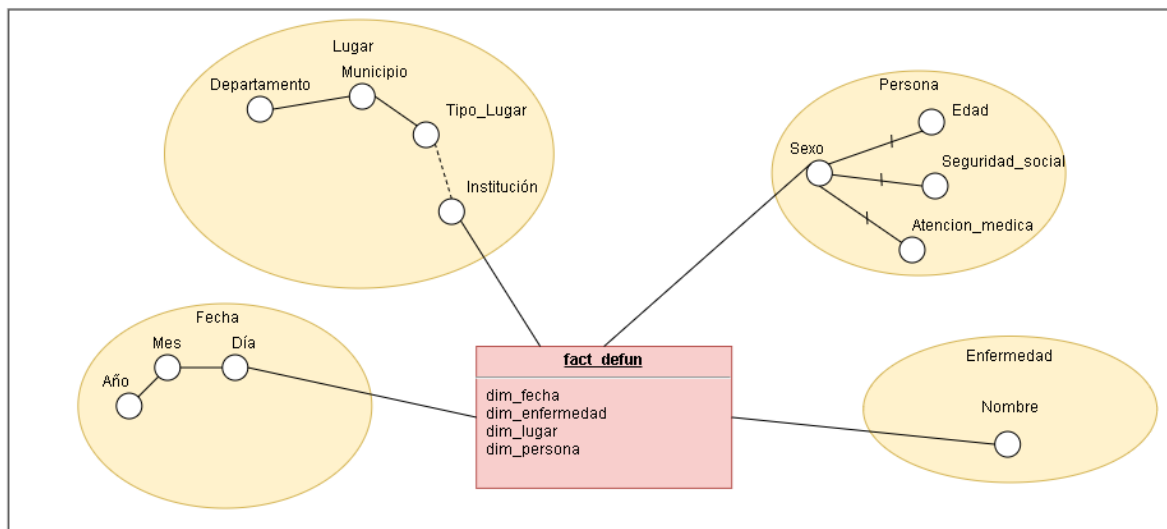 Lugar
Departamento
Municipio
Tipo_Lugar
Institución
Persona
Edad
Sexo
Seguridad_social
Atencion_medica
Fecha
Mes
Día
Año
fact_defun
dim_fecha
dim_enfermedad
dim_lugar
dim_persona
Enfermedad
Nombre